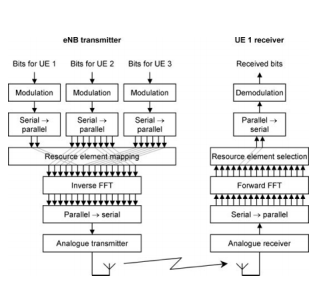 eNB transmitter
UE 1 receiver
Bits for UE 1
Bits for UE 2
Bits for UE 3
Received bits
Modulation
Modulation
Modulation
Demodulation
Serial →
parallel
Serial →
parallel
Serial →
parallel
Parallel →
serial
Resource element mapping
Resource element selection
Inverse FFT
Forward FFT
Parallel → serial
Serial → parallel
Analogue transmitter
Analogue receiver